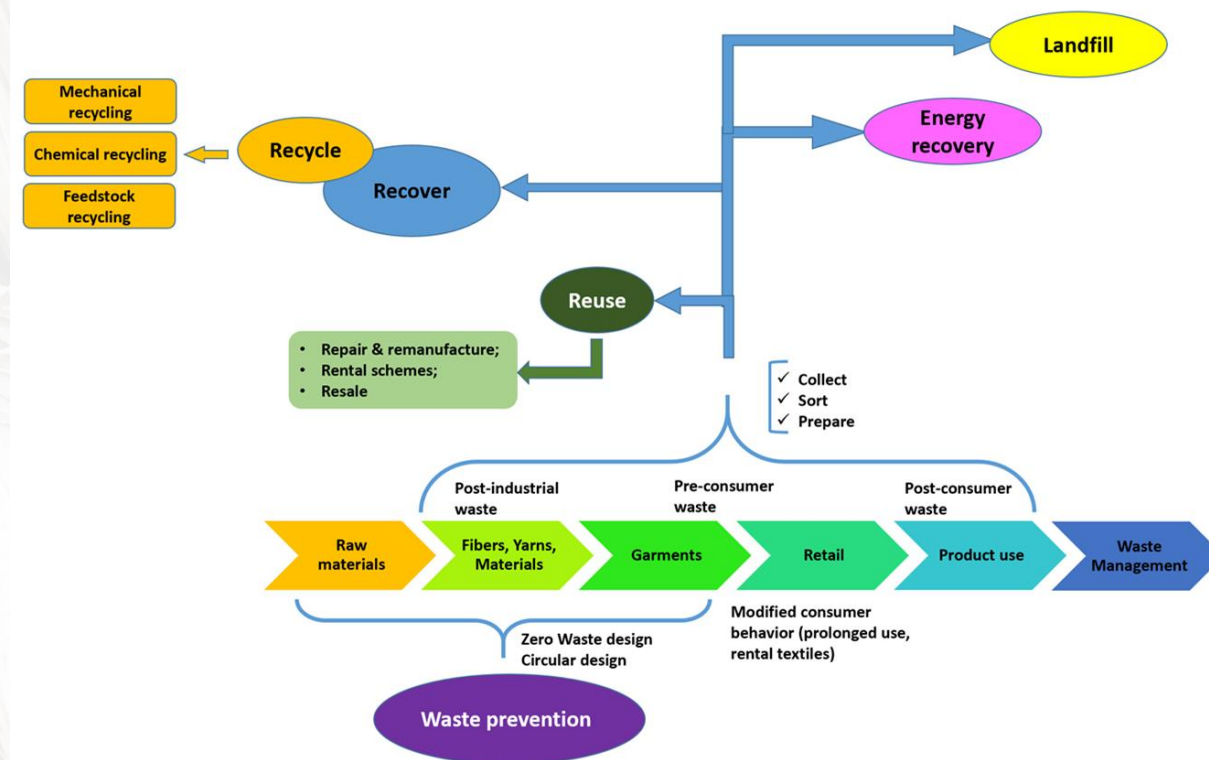 Landfill
Energy
recovery
Mechanical
recycling
Chemical recycling
Feedstock
recycling
Recycle
Recover
Reuse
• Repair & remanufacture;
• Rental schemes;
• Resale
✓ Collect
✓ Sort
✓ Prepare
Post-industrial
waste
Pre-consumer
waste
Post-consumer
waste
Raw
materials
Fibers, Yarns,
Materials
Garments
Retail
Product use
Waste
Management
Zero Waste design
Circular design
Modified consumer
behavior (prolonged use,
rental textiles)
Waste prevention